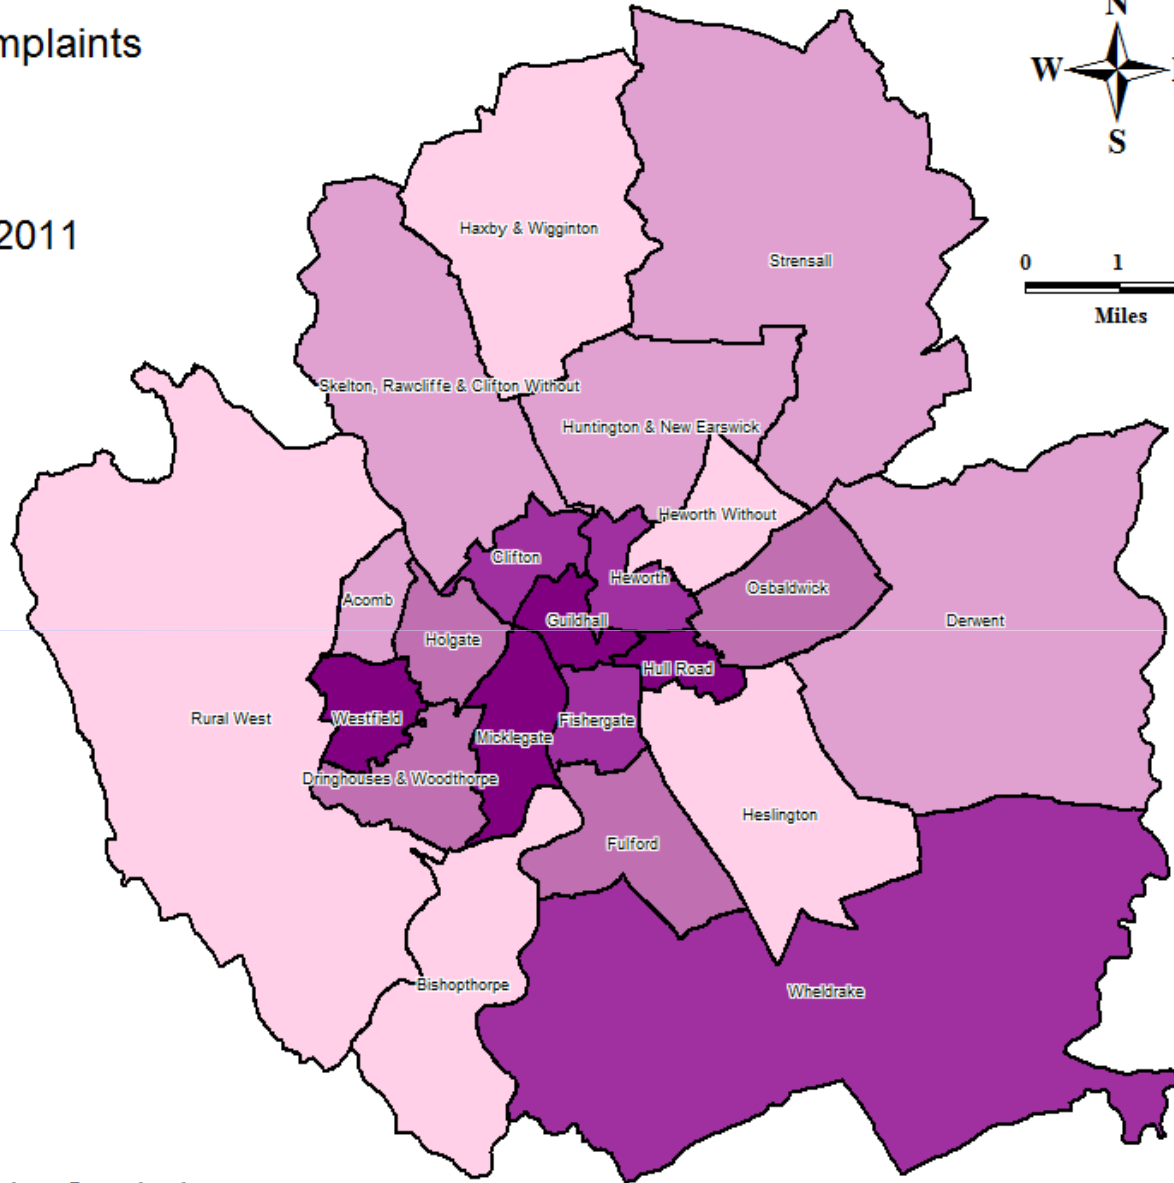 mplaints
N
W
S
2011
0 1
Miles
Haxby & Wigginton
Strensall
Skelton, Rawcliffe & Clifton Without
Huntington & New Earswick
Heworth Without
Clifton
Heworth
Osbaldwick
Acomb
Guildhall
Derwent
Holgate
Hull Road
Rural West
Westfield
Fishergate
Micklegate
Dringhouses & Woodthorpe
Heslington
Fulford
Bishopthorpe
Wheldrake